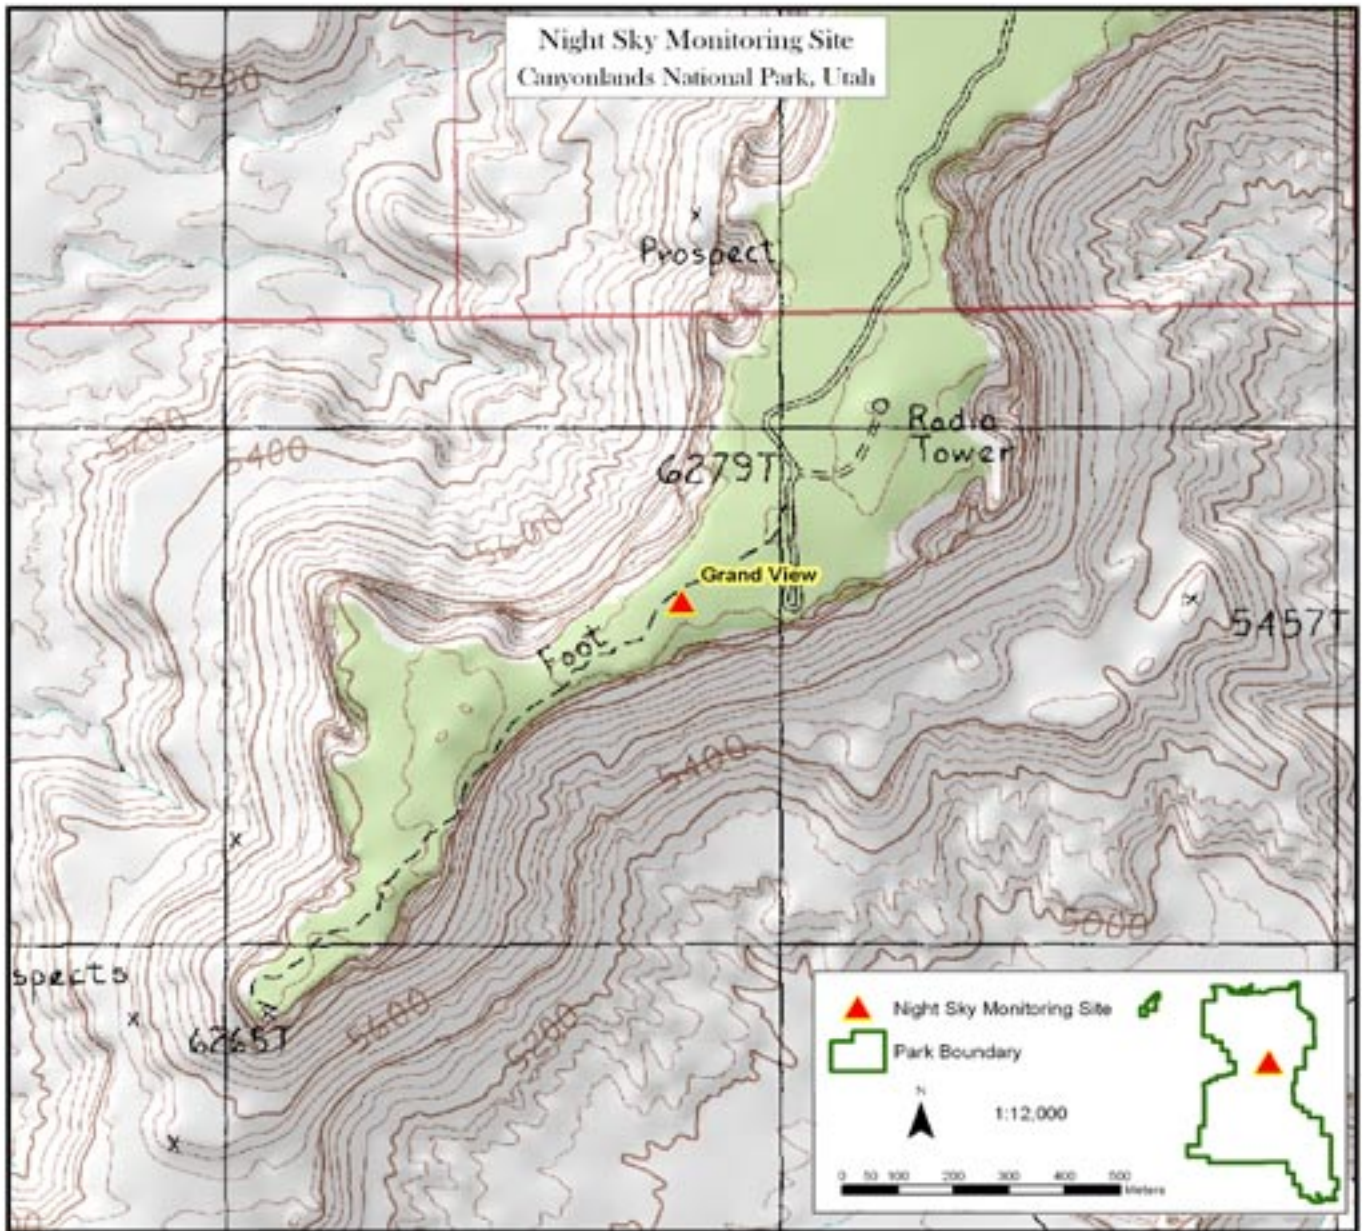 Night Sky Monitoring Site
Canyonlands National Park, Utah
5200
Prospect
5200
5400
Radio
Tower
6279T
5600
Grand View
Foot
5457T
5400
5000
spects
6265T
5600
5200
Night Sky Monitoring Site
Park Boundary
N
1:12,000
0 50 100 200 300 400 500
Meters